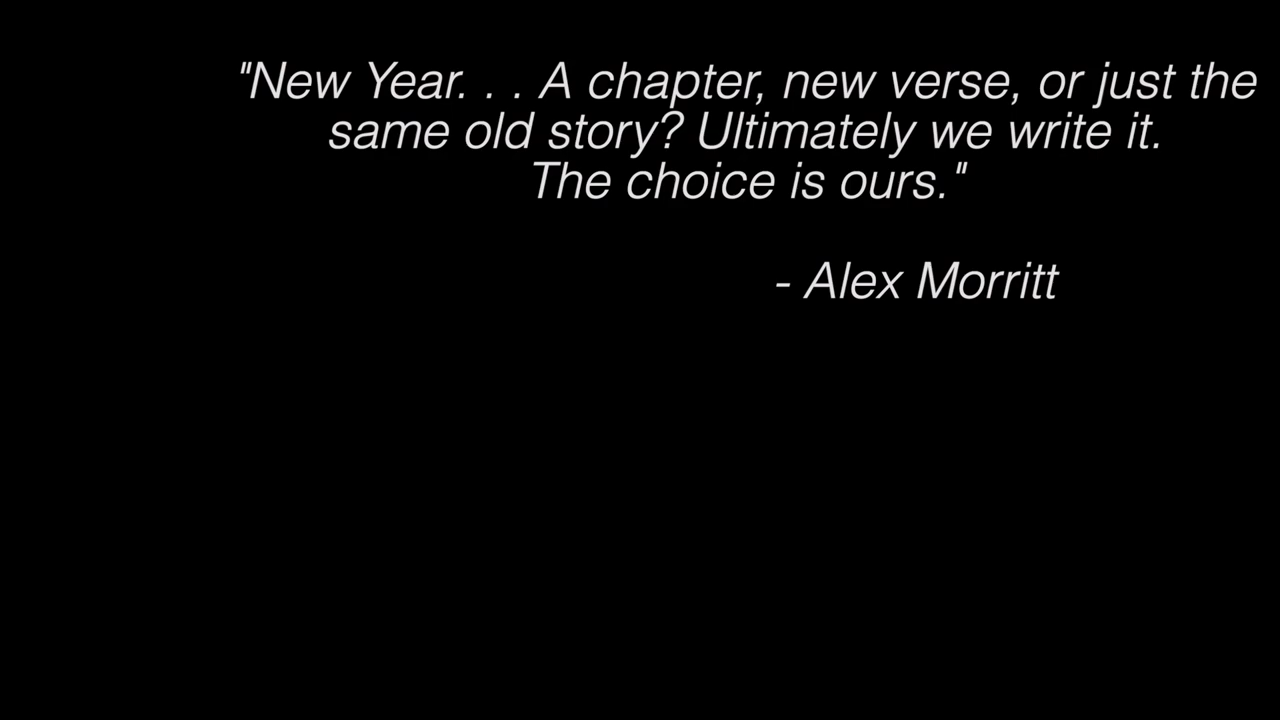 "New Year. . . A chapter, new verse, or just the
same old story? Ultimately we write it.
The choice is ours."
- Alex Morritt